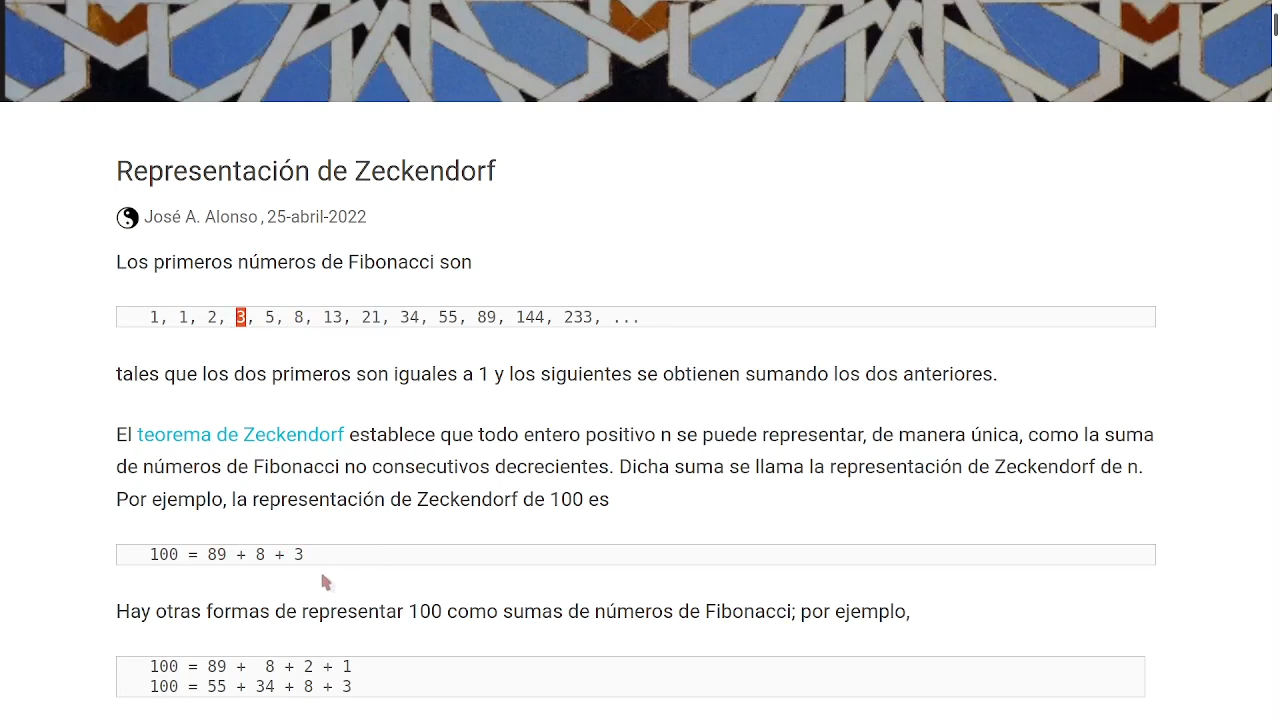 Representación de Zeckendorf
José A. Alonso, 25-abril-2022
Los primeros números de Fibonacci son
1, 1, 2, 3, 5, 8, 13, 21, 34, 55, 89, 144, 233, ...
tales que los dos primeros son iguales a 1 y los siguientes se obtienen sumando los dos anteriores.
El teorema de Zeckendorf establece que todo entero positivo n se puede representar, de manera única, como la suma
de números de Fibonacci no consecutivos decrecientes. Dicha suma se llama la representación de Zeckendorf de n.
Por ejemplo, la representación de Zeckendorf de 100 es
100 = 89 + 8 + 3
Hay otras formas de representar 100 como sumas de números de Fibonacci; por ejemplo,
100 = 89 +  8 + 2 + 1
100 = 55 + 34 + 8 + 3